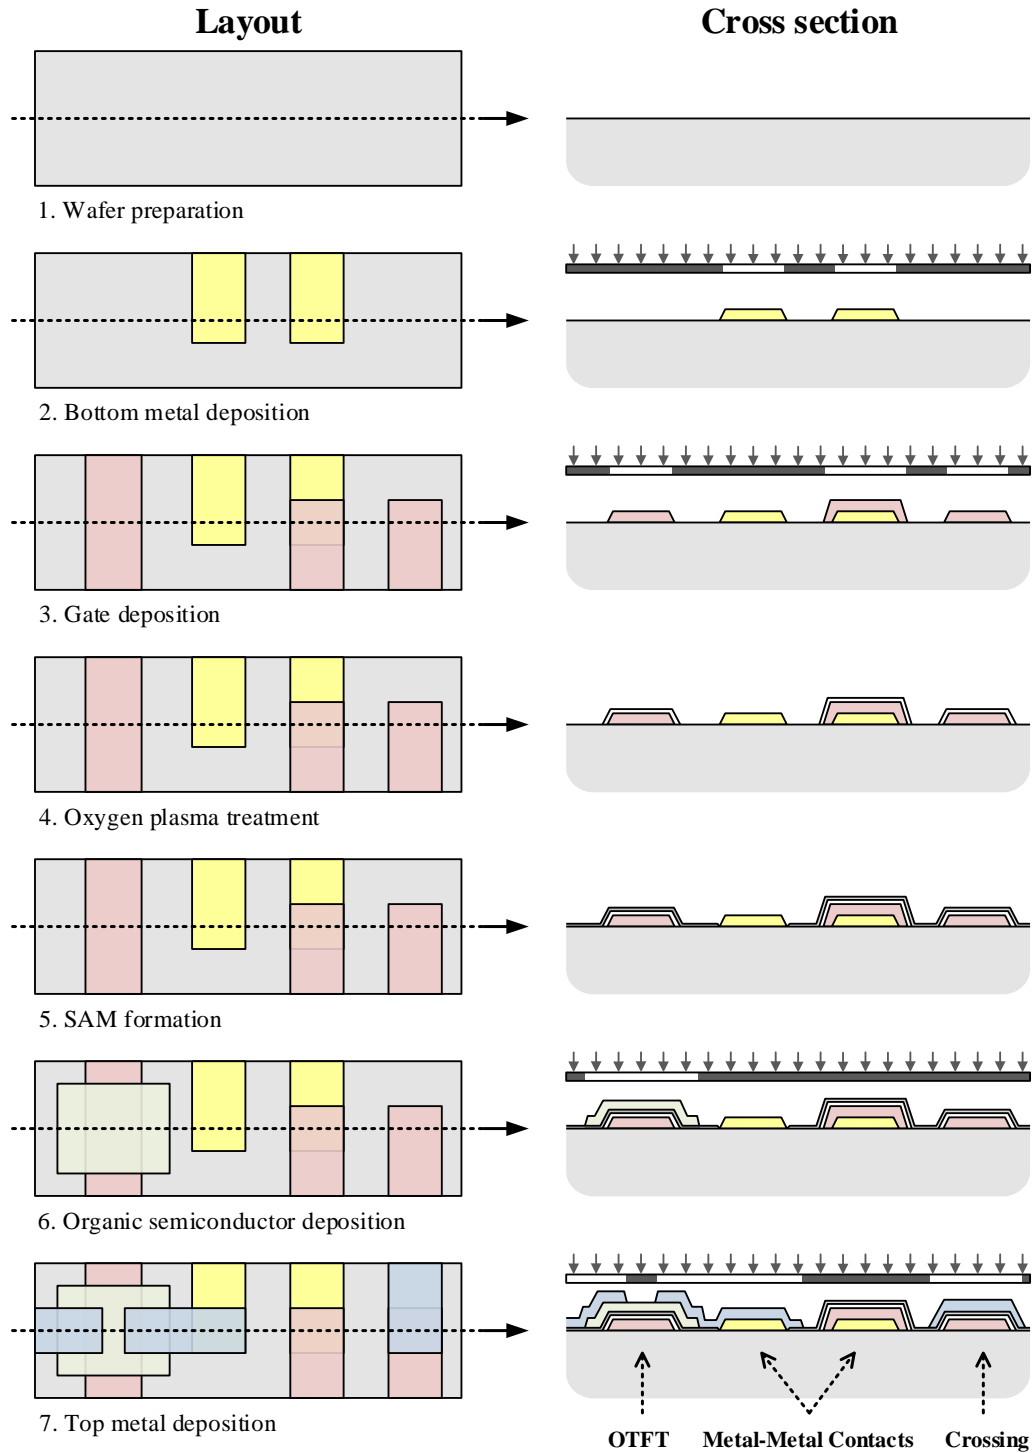 Layout
Cross section
1. Wafer preparation
2. Bottom metal deposition
3. Gate deposition
4. Oxygen plasma treatment
5. SAM formation
6. Organic semiconductor deposition
7. Top metal deposition
OTFT
Metal-Metal Contacts
Crossing